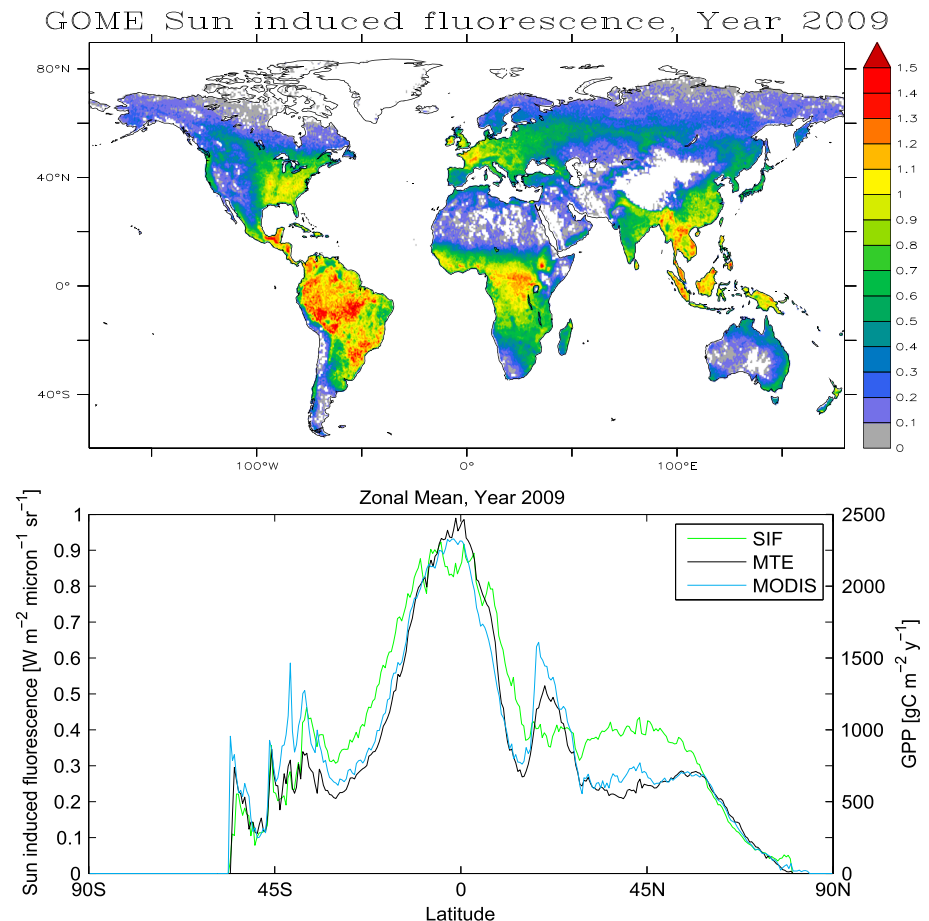 GOME Sun induced fluorescence, Year 2009
80°N
40°N
0°
40°S
100°W 0° 100°E
1.5
1.4
1.3
1.2
1.1
1
0.9
0.8
0.7
0.6
0.5
0.4
0.3
0.2
0.1
0
Zonal Mean, Year 2009
Sun induced fluorescence [W m−2 micron−1 sr−1]
1
0.9
0.8
0.7
0.6
0.5
0.4
0.3
0.2
0.1
0
SIF
MTE
MODIS
2500
2000
1500
1000
500
0
GPP [gC m−2 y−1]
90S 45S 0 45N 90N
Latitude